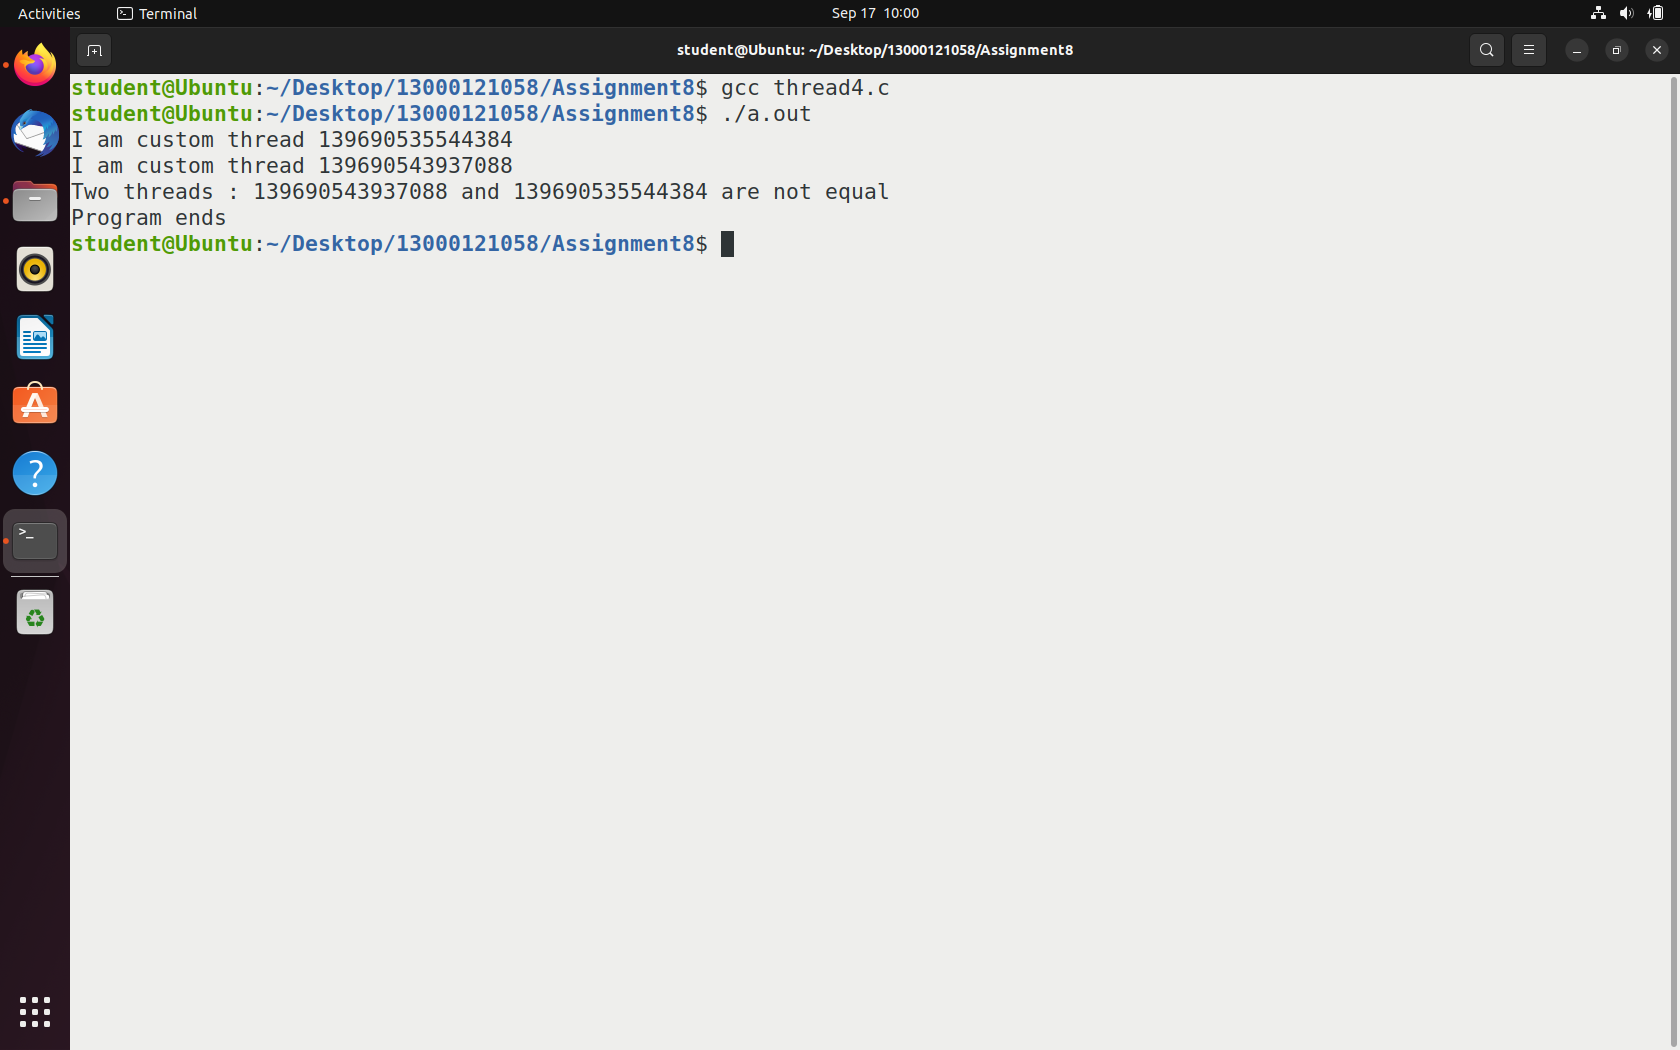 Activities
Terminal
Sep 17 10:00
student@Ubuntu: ~/Desktop/13000121058/Assignment8
student@Ubuntu:~/Desktop/13000121058/Assignment8$ gcc thread4.c
student@Ubuntu:~/Desktop/13000121058/Assignment8$ ./a.out
I am custom thread 139690535544384
I am custom thread 139690543937088
Two threads : 139690543937088 and 139690535544384 are not equal
Program ends
student@Ubuntu:~/Desktop/13000121058/Assignment8$